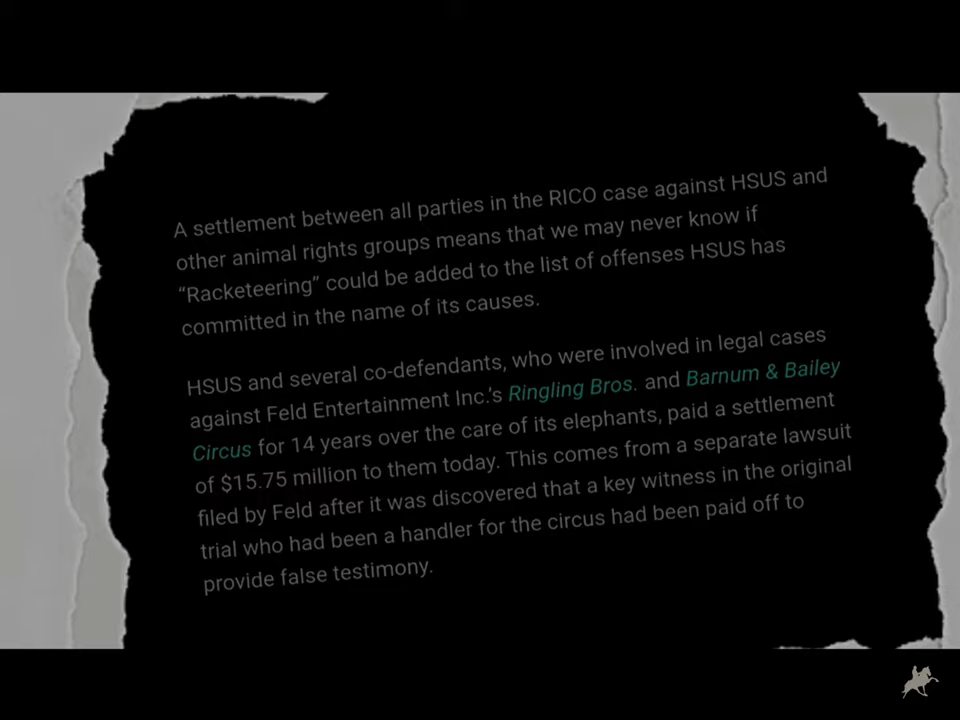 A settlement between all parties in the RICO case against HSUS and
other animal rights groups means that we may never know if
“Racketeering” could be added to the list of offenses HSUS has
committed in the name of its causes.
HSUS and several co-defendants, who were involved in legal cases
against Feld Entertainment Inc.’s Ringling Bros. and Barnum & Bailey
Circus for 14 years over the care of its elephants, paid a settlement
of $15.75 million to them today. This comes from a separate lawsuit
filed by Feld after it was discovered that a key witness in the original
trial who had been a handler for the circus had been paid off to
provide false testimony.